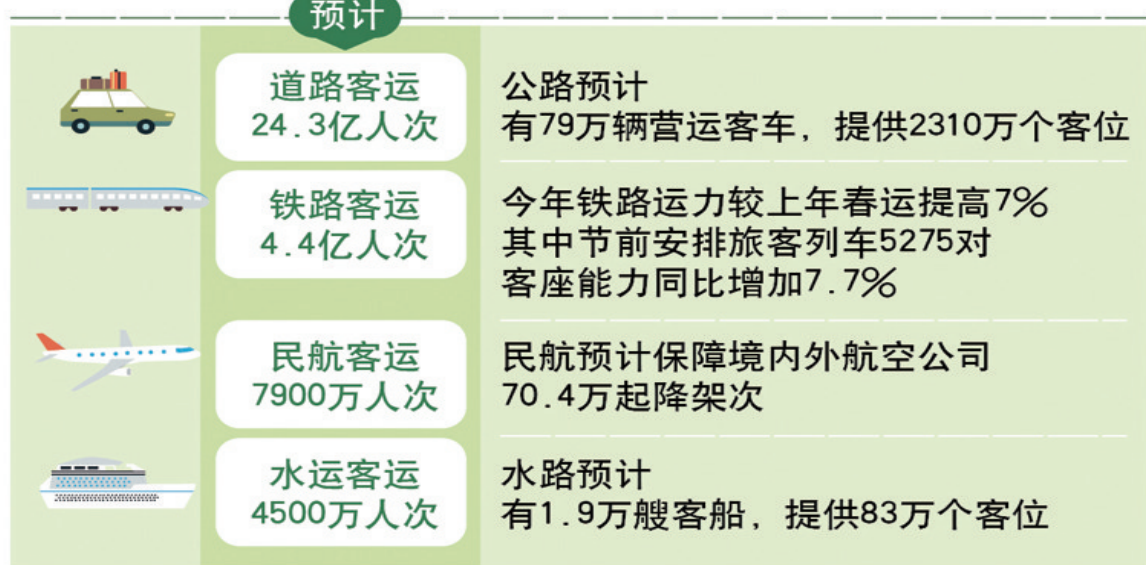 预计
道路客运
24.3亿人次
公路预计
有79万辆营运客车，提供2310万个客位
铁路客运
4.4亿人次
今年铁路运力较上年春运提高7%
其中节前安排旅客列车5275对
客座能力同比增加7.7%
民航客运
7900万人次
民航预计保障境内外航空公司
70.4万起降架次
水运客运
4500万人次
水路预计
有1.9万艘客船，提供83万个客位